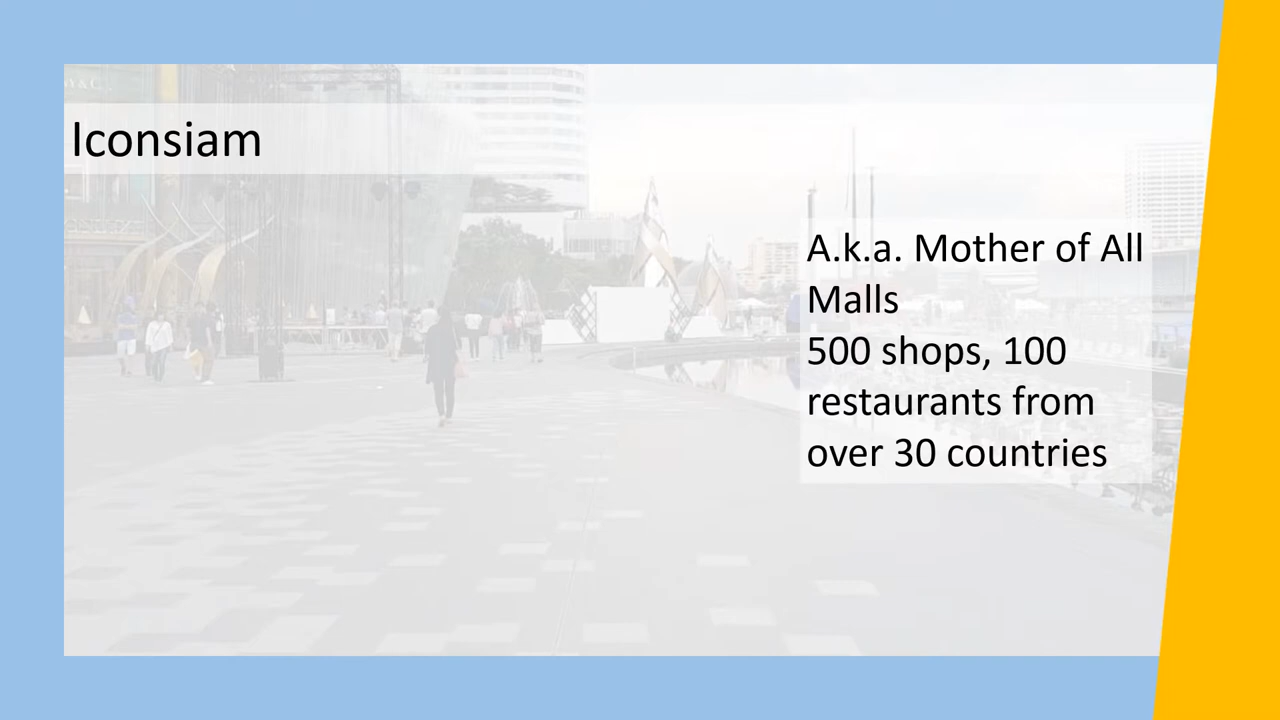 Iconsiam
A.k.a. Mother of All
Malls
500 shops, 100
restaurants from
over 30 countries